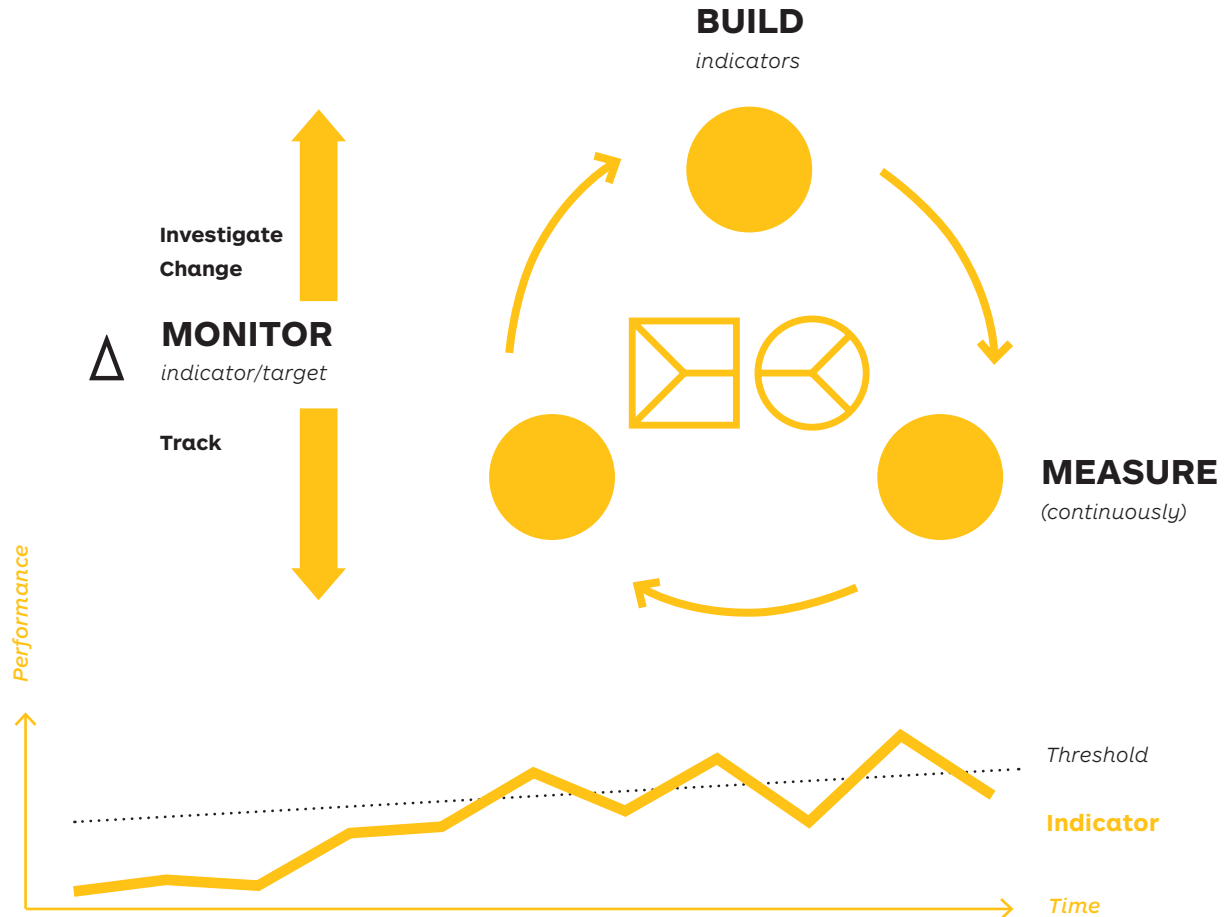 BUILD
indicators
Investigate
Change
Δ
MONITOR
indicator/target
Track
MEASURE
(continuously)
Performance
Threshold
Indicator
Time